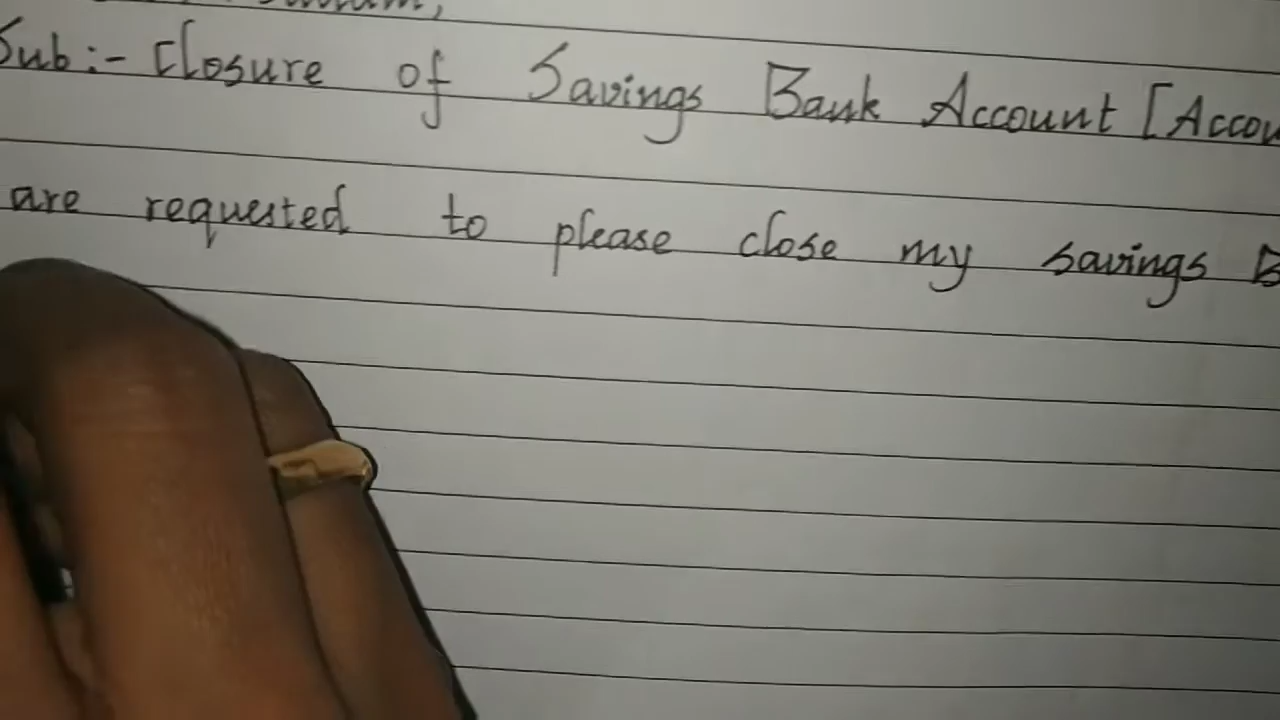 Sub:- Closure of Savings Bank Account [Accou
are requested to please close my savings B